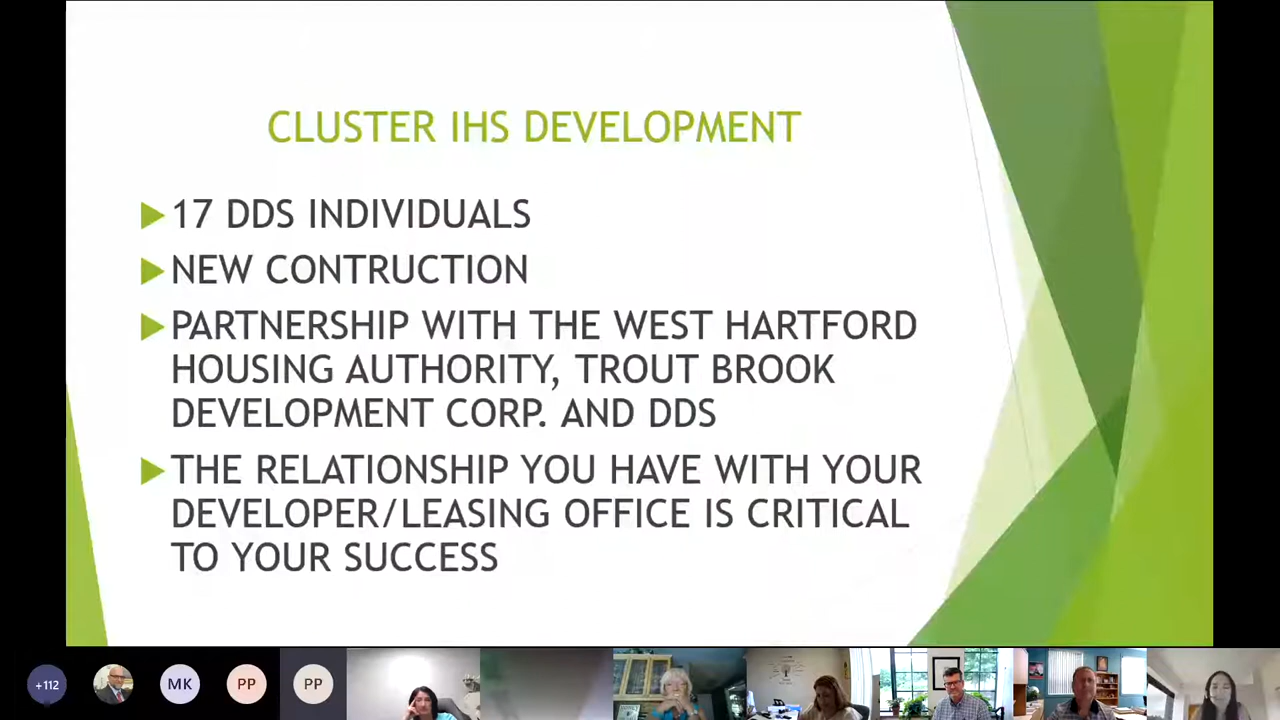 CLUSTER IHS DEVELOPMENT
17 DDS INDIVIDUALS
NEW CONTRUCTION
PARTNERSHIP WITH THE WEST HARTFORD
HOUSING AUTHORITY, TROUT BROOK
DEVELOPMENT CORP. AND DDS
THE RELATIONSHIP YOU HAVE WITH YOUR
DEVELOPER/LEASING OFFICE IS CRITICAL
TO YOUR SUCCESS
+112 MK PP PP